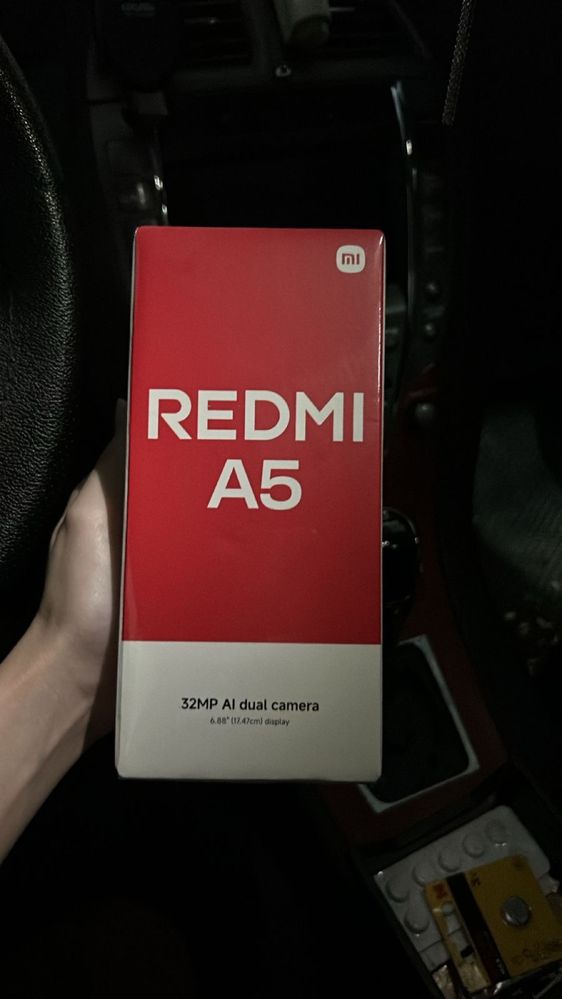 mi
REDMI
A5
32MP AI dual camera
6.88" (17.47cm) display